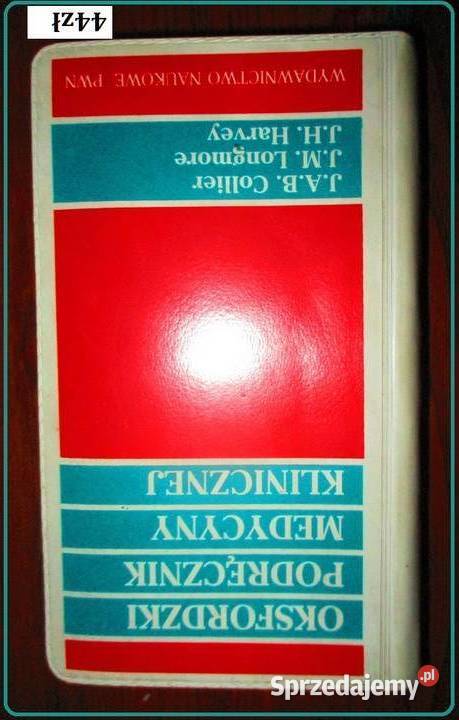 OKSFORDZKI
PODRĘCZNIK
MEDYCYNY
KLINICZNEJ
J.A.B. Collier
J.M. Longmore
J.H. Harvey
WYDAWNICTWO NAUKOWE PWN
44zł
Sprzedajemy.pl